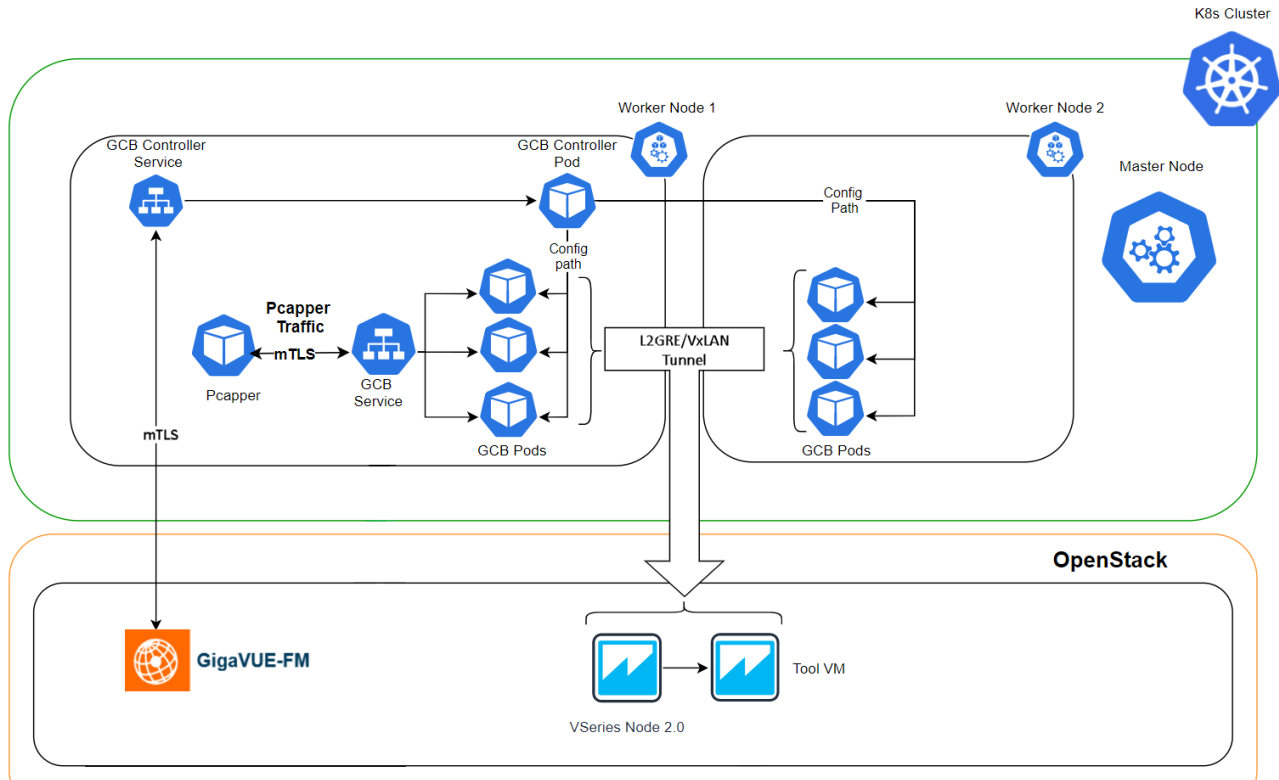 K8s Cluster
Worker Node 1
Worker Node 2
GCB Controller
Service
GCB Controller
Pod
Master Node
Config
Path
Config
path
Pcapper
Traffic
mTLS
L2GRE/VxLAN
Tunnel
Pcapper
GCB
Service
mTLS
GCB Pods
GCB Pods
OpenStack
GigaVUE-FM
Tool VM
VSeries Node 2.0